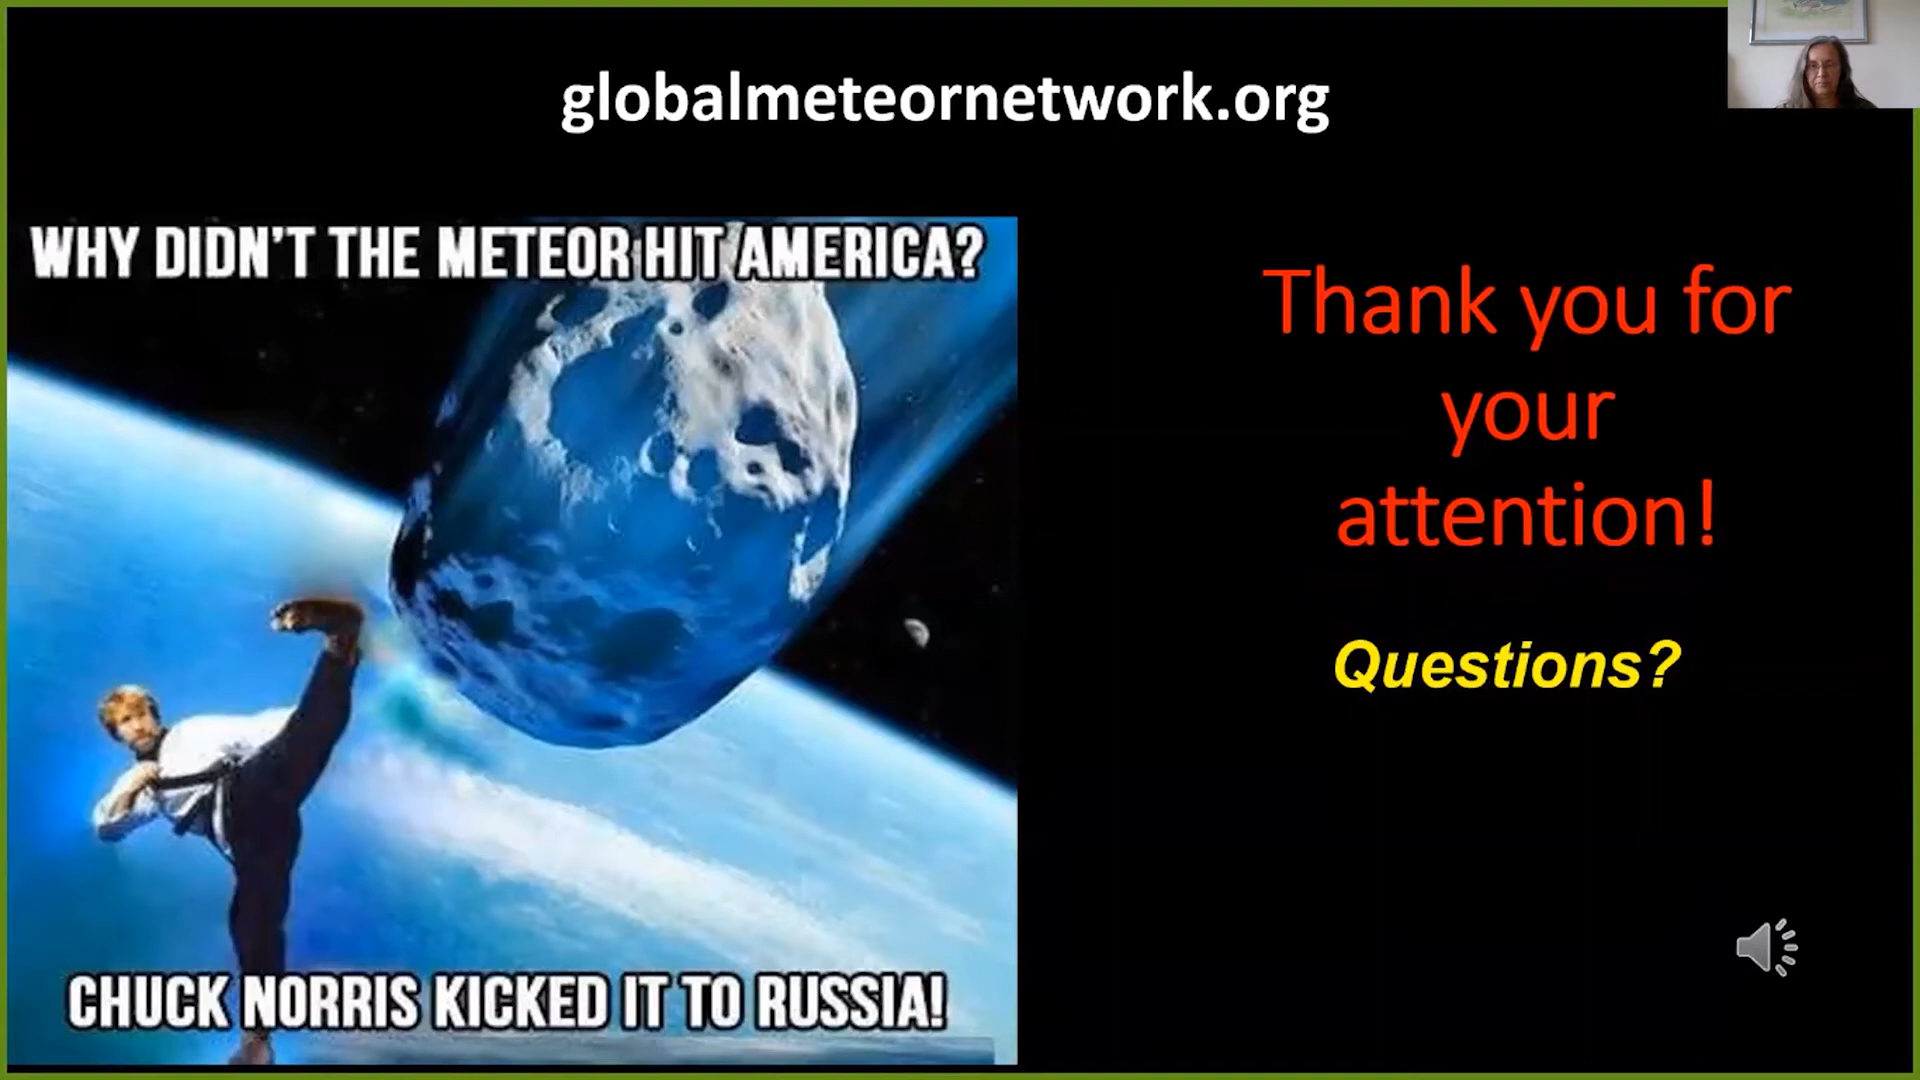 globalmeteornetwork.org
WHY DIDN'T THE METEOR HIT AMERICA?
CHUCK NORRIS KICKED IT TO RUSSIA!
Thank you for
your
attention!
Questions?